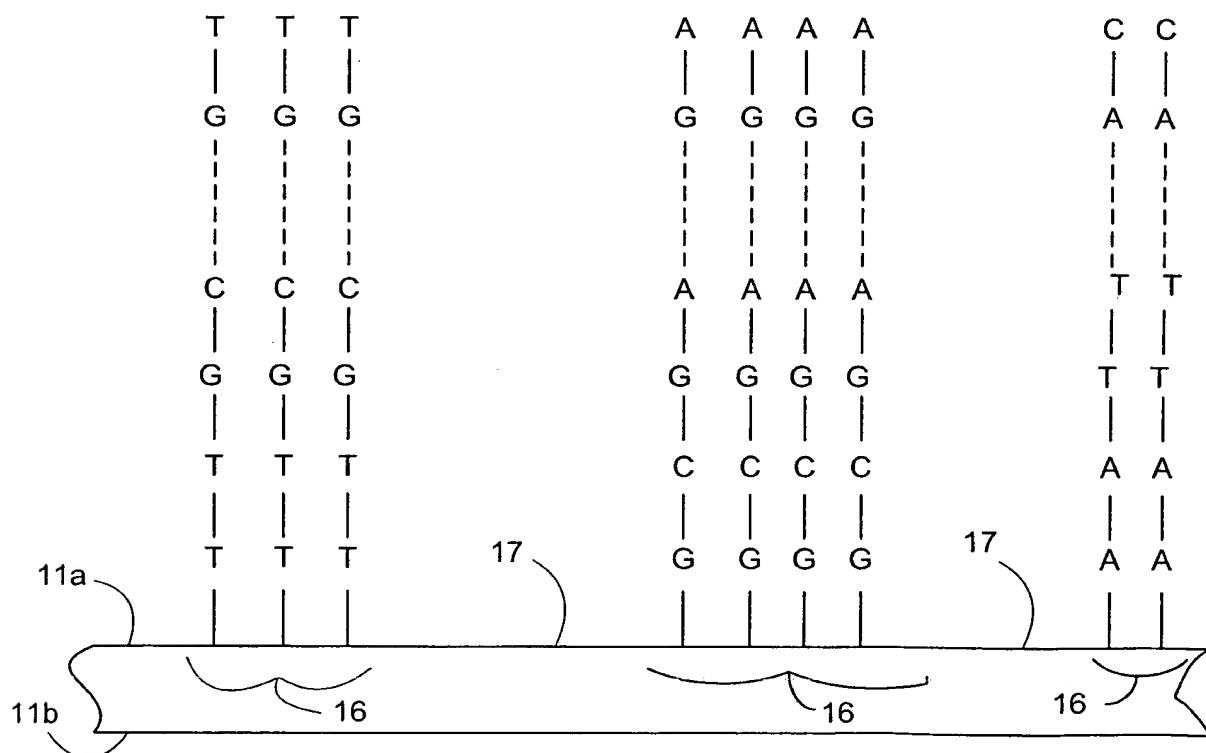 T T T A A A A C C
G G G G G G G A A
C C C A A A A T T
G G G G G G G T T
T T T C C C C A A
T T T G G G G A A
11a 17 17
16 16 16
11b